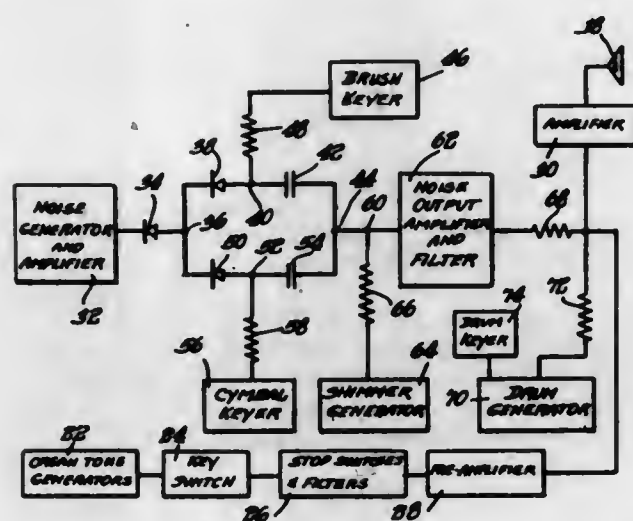 18
BRUSH
KEYER
46
48
62
AMPLIFIER
30
38
42
44
60
NOISE
OUTPUT
AMPLIFIER
AND
FILTER
68
34
NOISE
GENERATOR
AND
AMPLIFIER
32
36
40
50
52
54
66
72
74
DRUM
KEYER
58
56
CYMBAL
KEYER
64
SHIMMER
GENERATOR
70
DRUM
GENERATOR
82
ORGAN TONE
GENERATORS
84
KEY
SWITCH
STOP SWITCHES
& FILTERS
86
PRE-AMPLIFIER
88